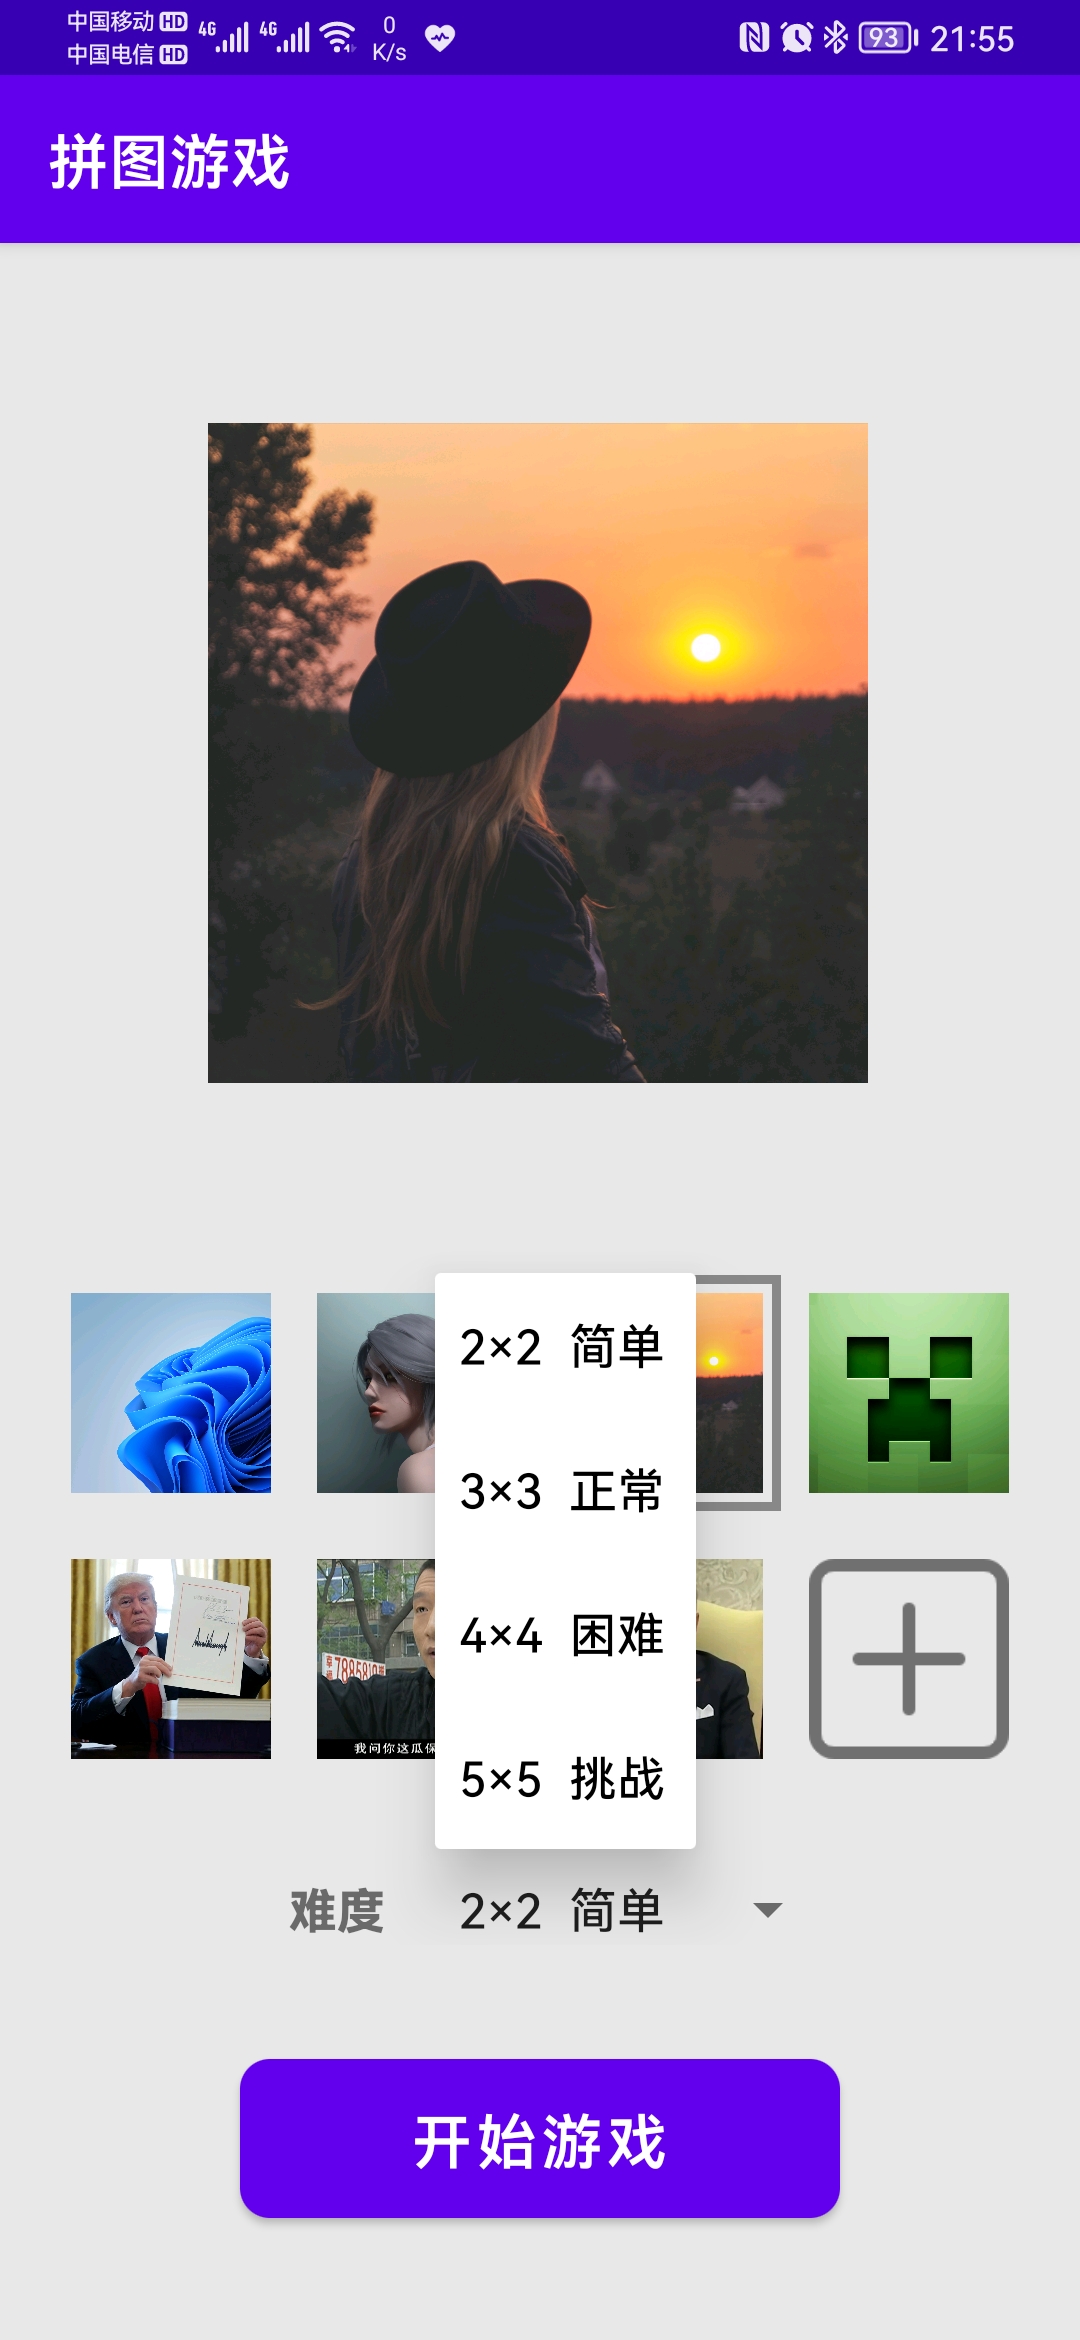 中国移动 HD
中国电信 HD
4G 4G
0
K/s
93 21:55
拼图游戏
2×2 简单
3×3 正常
4×4 困难
5×5 挑战
7885818
我问你这瓜保
难度 2×2 简单
开始游戏